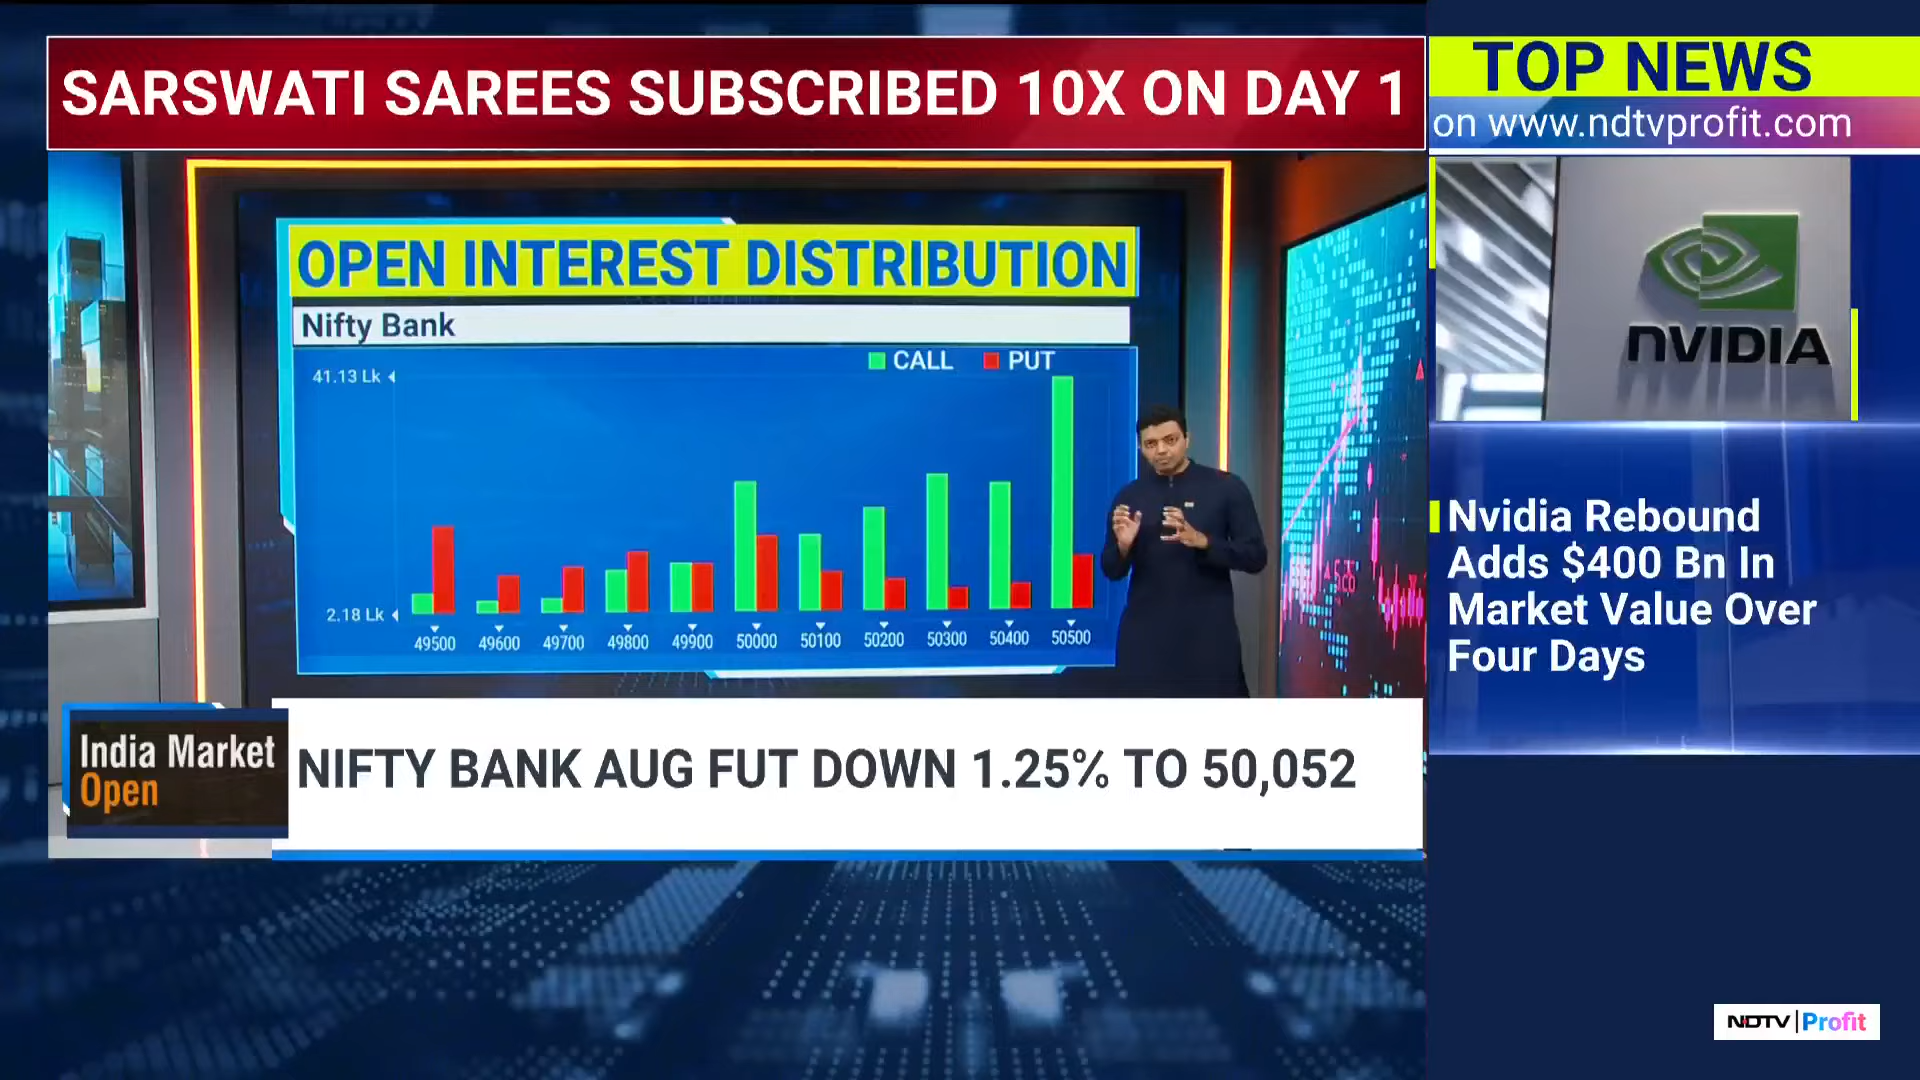 SARSWATI SAREES SUBSCRIBED 10X ON DAY 1
TOP NEWS
on www.ndtvprofit.com
OPEN INTEREST DISTRIBUTION
Nifty Bank
CALL PUT
41.13 Lk
2.18 Lk
49500 49600 49700 49800 49900 50000 50100 50200 50300 50400 50500
NVIDIA
Nvidia Rebound
Adds $400 Bn In
Market Value Over
Four Days
India Market
Open
NIFTY BANK AUG FUT DOWN 1.25% TO 50,052
NDTV Profit